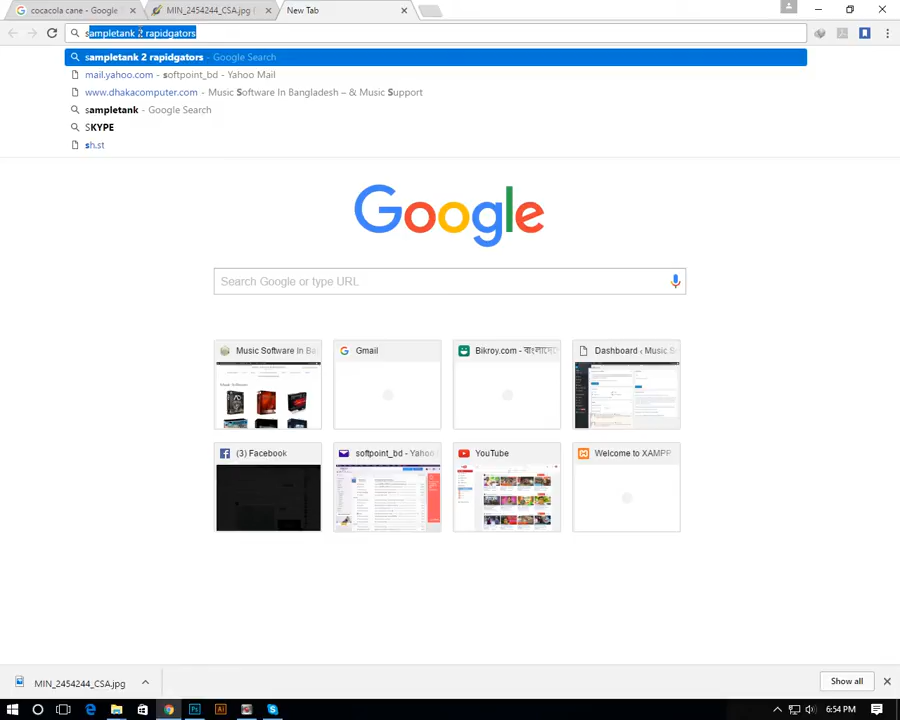 cocacola cane - Google
MIN_2454244_CSA.jpg (
New Tab
sampletank 2 rapidgators
sampletank 2 rapidgators - Google Search
mail.yahoo.com - softpoint_bd - Yahoo Mail
www.dhakacomputer.com - Music Software In Bangladesh – & Music Support
sampletank - Google Search
SKYPE
sh.st
Google
Search Google or type URL
Music Software in Ba
Gmail
Bikroy.com - বাংলাদে
Dashboard ‹ Music S
(3) Facebook
softpoint_bd - Yahoo
YouTube
Welcome to XAMPP
MIN_2454244_CSA.jpg
Show all
6:54 PM